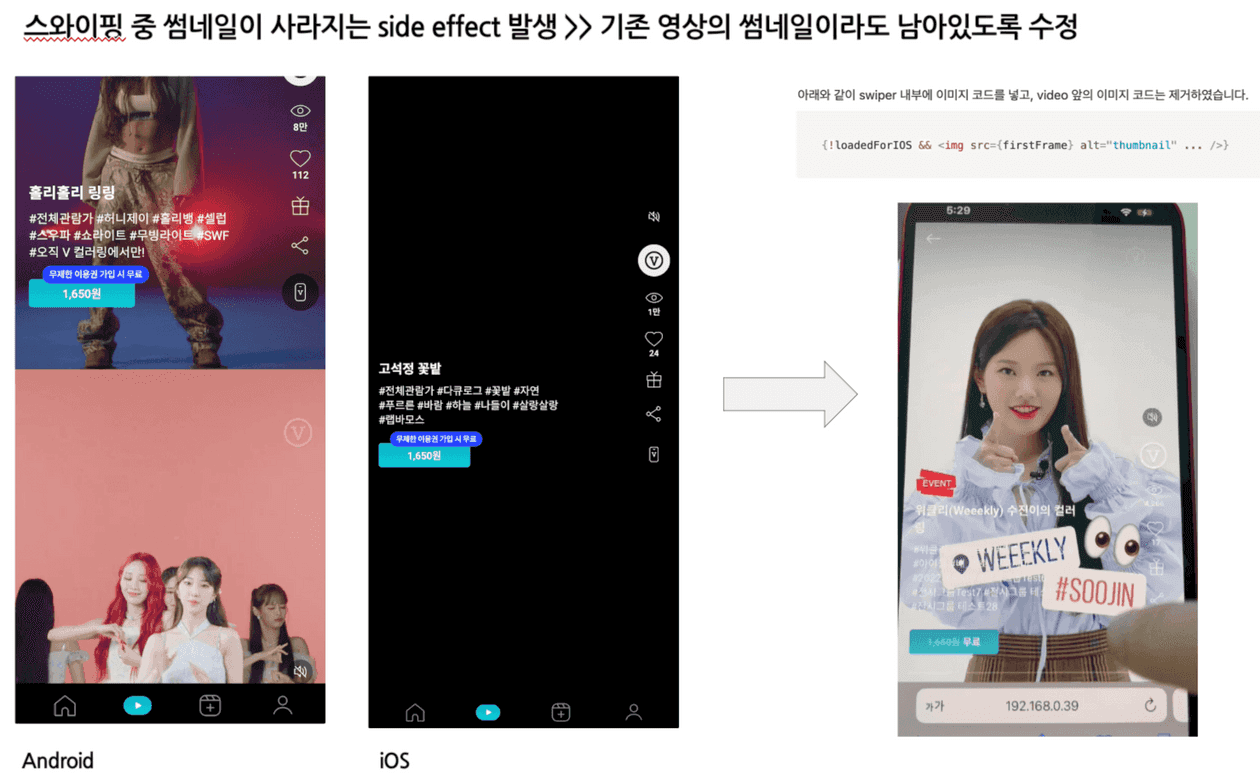 스와이핑 중 썸네일이 사라지는 side effect 발생 >> 기존 영상의 썸네일이라도 남아있도록 수정
8만
112
홀리홀리 링링
#전체관람가 #허니제이 #홀리뱅 #셀럽
#스우파 #쇼라이트 #무빙라이트 #SWF
#오직 V 컬러링에서만!
무제한 이용권 가입 시 무료
1,650원
V
V
Android
V
1만
24
고석정 꽃밭
#전체관람가 #다큐로그 #꽃밭 #자연
#푸르른 #바람 #하늘 #나들이 #살랑살랑
#랩바모스
무제한 이용권 가입 시 무료
1,650원
V
iOS
아래와 같이 swiper 내부에 이미지 코드를 넣고, video 앞의 이미지 코드는 제거하였습니다.
{!loadedForIOS && <img src={firstFrame} alt="thumbnail" ... />}
5:29
V
EVENT
위클리(Weeekly) 수진이의 컬러
링
17
WEEEKLY
#SOOJIN
#전시그룹 테스트28
1,650원 무료
가가
192.168.0.39